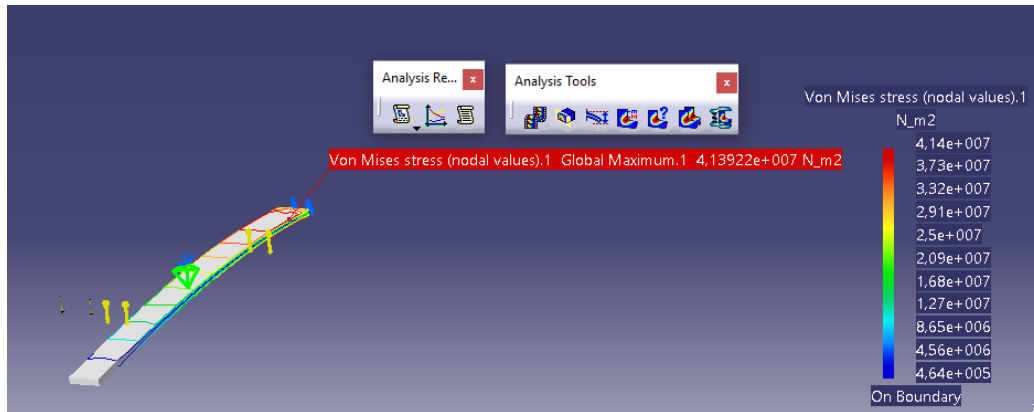 Analysis Re...
x
Analysis Tools
x
Von Mises stress (nodal values).1 Global Maximum.1 4,13922e+007 N_m2
Von Mises stress (nodal values).1
N_m2
4,14e+007
3,73e+007
3,32e+007
2,91e+007
2,5e+007
2,09e+007
1,68e+007
1,27e+007
8,65e+006
4,56e+006
4,64e+005
On Boundary